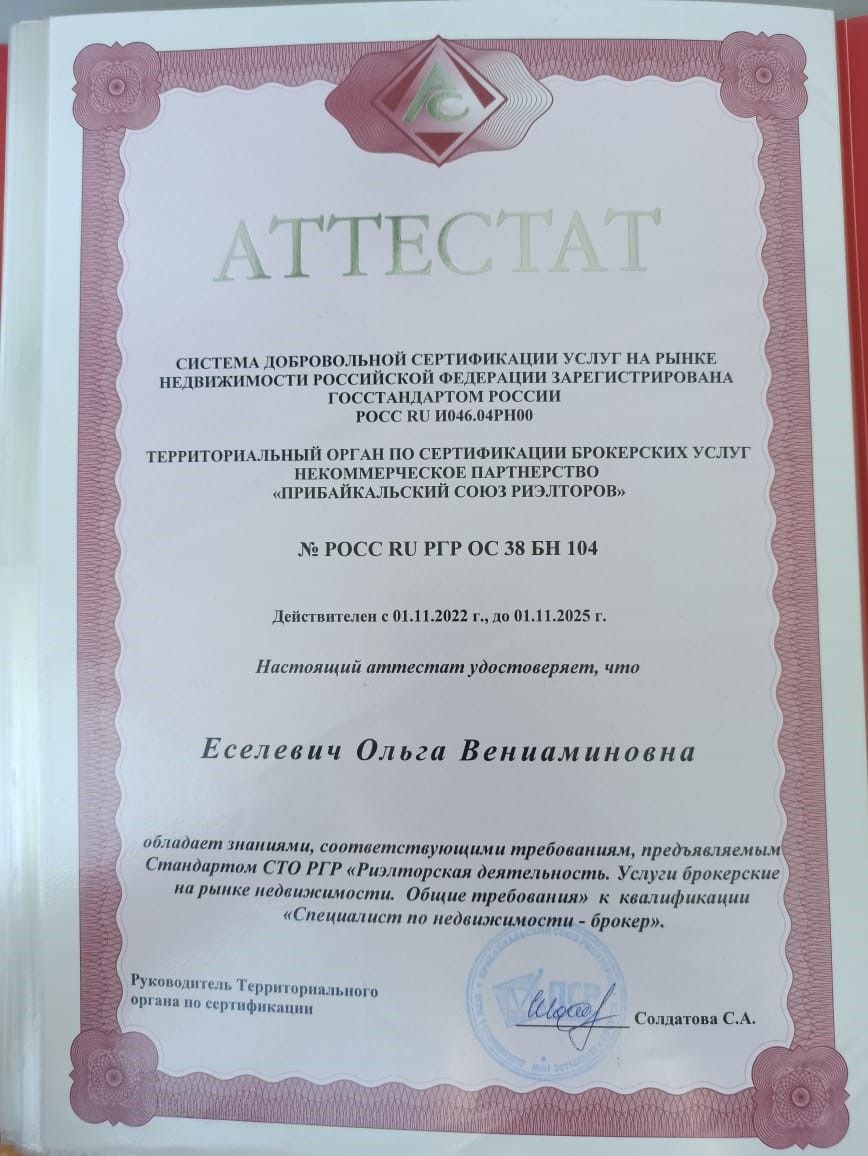 АС
АТТЕСТАТ
СИСТЕМА ДОБРОВОЛЬНОЙ СЕРТИФИКАЦИИ УСЛУГ НА РЫНКЕ
НЕДВИЖИМОСТИ РОССИЙСКОЙ ФЕДЕРАЦИИ ЗАРЕГИСТРИРОВАНА
ГОССТАНДАРТОМ РОССИИ
РОСС RU И046.04РН00
ТЕРРИТОРИАЛЬНЫЙ ОРГАН ПО СЕРТИФИКАЦИИ БРОКЕРСКИХ УСЛУГ
НЕКОММЕРЧЕСКОЕ ПАРТНЕРСТВО
«ПРИБАЙКАЛЬСКИЙ СОЮЗ РИЭЛТОРОВ»
№ РОСС RU РГР ОС 38 БН 104
Действителен с 01.11.2022 г., до 01.11.2025 г.
Настоящий аттестат удостоверяет, что
Еселевич Ольга Вениаминовна
обладает знаниями, соответствующими требованиям, предъявляемым
Стандартом СТО РГР «Риэлторская деятельность. Услуги брокерские
на рынке недвижимости. Общие требования» к квалификации
«Специалист по недвижимости - брокер».
Руководитель Территориального
органа по сертификации
Солдатова С.А.